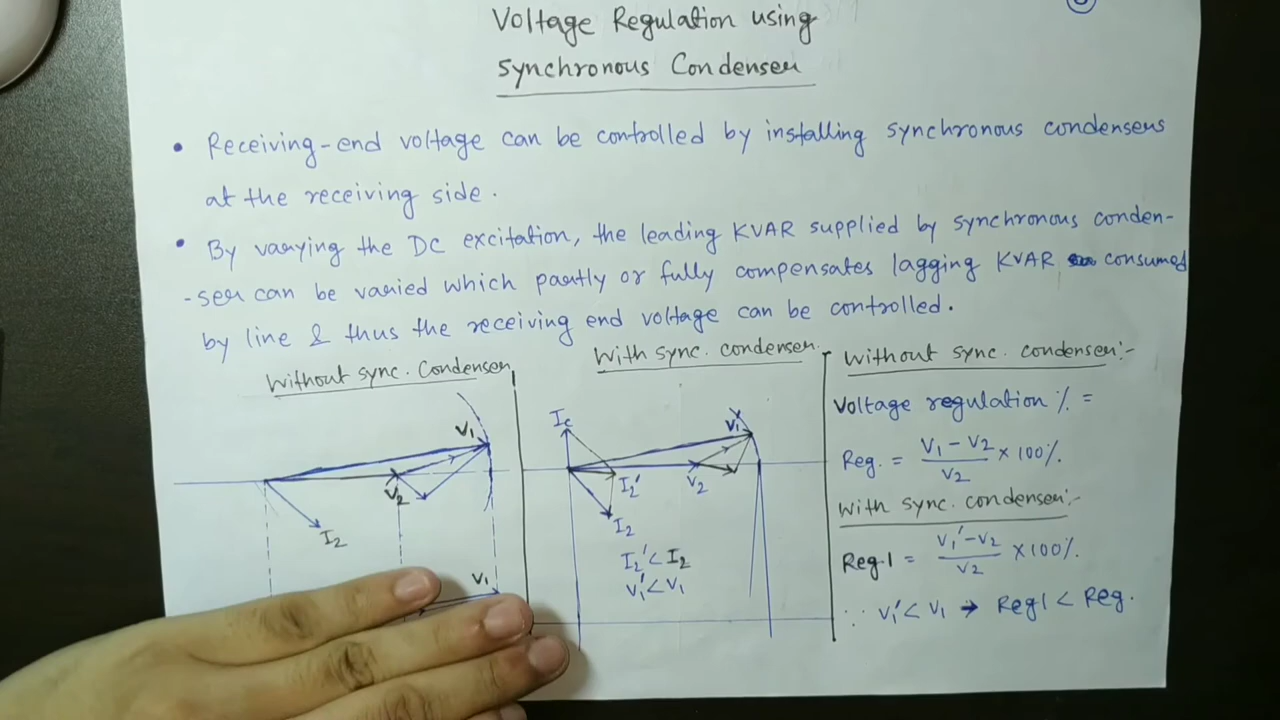 Voltage Regulation using
Synchronous Condenser
• Receiving-end voltage can be controlled by installing synchronous condensers
at the receiving side.
• By varying the DC excitation, the leading KVAR supplied by synchronous conden-
-ser can be varied which partly or fully compensates lagging KVAR consumed
by line & thus the receiving end voltage can be controlled.
Without sync. Condenser
V₁
V₂
I₂
V₁
With sync. condenser
Ic
V₁'
I₂'
V₂
I₂
I₂' < I₂
V₁' < V₁
Without sync. condenser:-
Voltage regulation % =
Reg. = V₁ - V₂ / V₂ × 100%.
With sync. condenser:-
Reg.1 = V₁' - V₂ / V₂ × 100%.
∵ V₁' < V₁ → Reg1 < Reg.